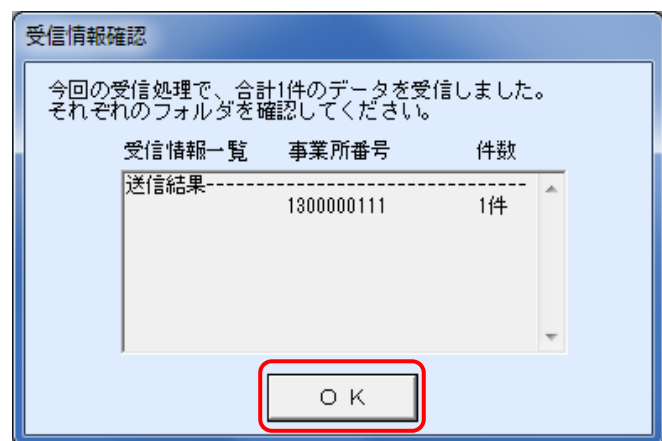 受信情報確認
今回の受信処理で、合計1件のデータを受信しました。
それぞれのフォルダを確認してください。
受信情報一覧 事業所番号 件数
送信結果--------------------------------
1300000111 1件
ＯＫ